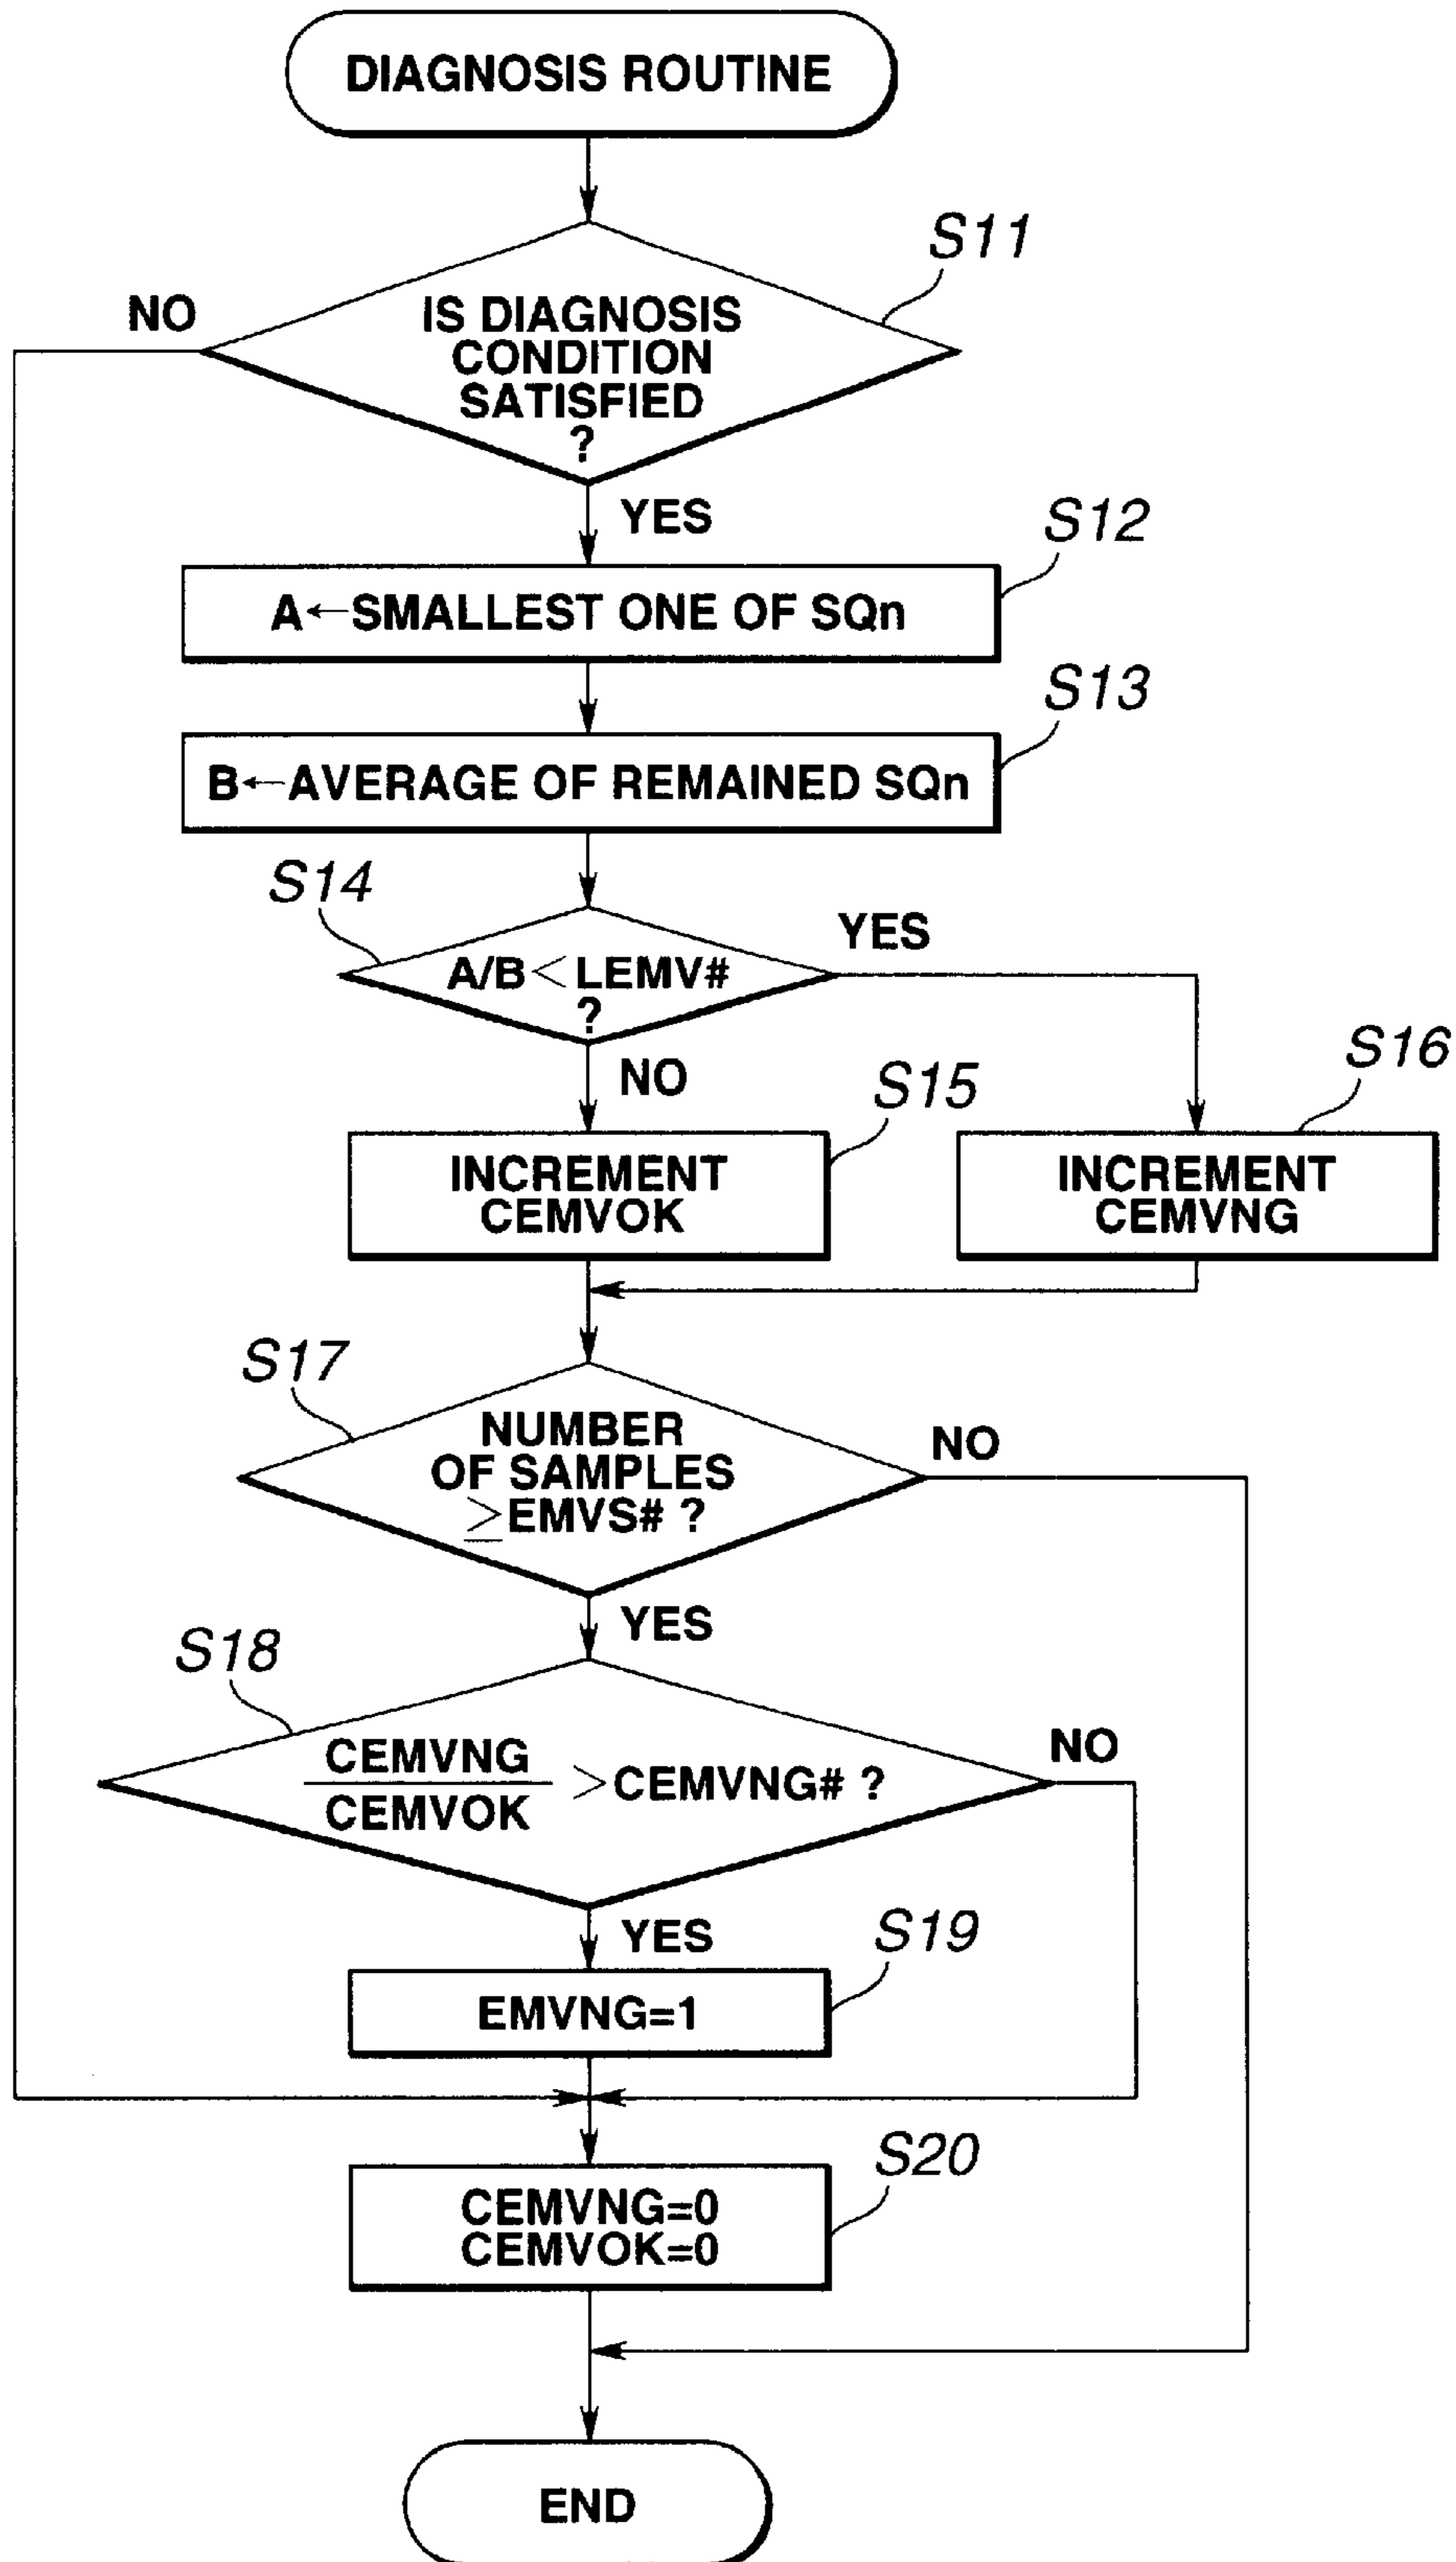 DIAGNOSIS ROUTINE
S11
NO
IS DIAGNOSIS
CONDITION
SATISFIED
?
YES
S12
A←SMALLEST ONE OF SQn
S13
B←AVERAGE OF REMAINED SQn
S14
YES
A/B<LEMV#
?
NO
S15
S16
INCREMENT
CEMVOK
INCREMENT
CEMVNG
S17
NUMBER
OF SAMPLES
≥EMVS# ?
NO
YES
S18
CEMVNG
CEMVOK
>CEMVNG# ?
NO
YES
S19
EMVNG=1
S20
CEMVNG=0
CEMVOK=0
END